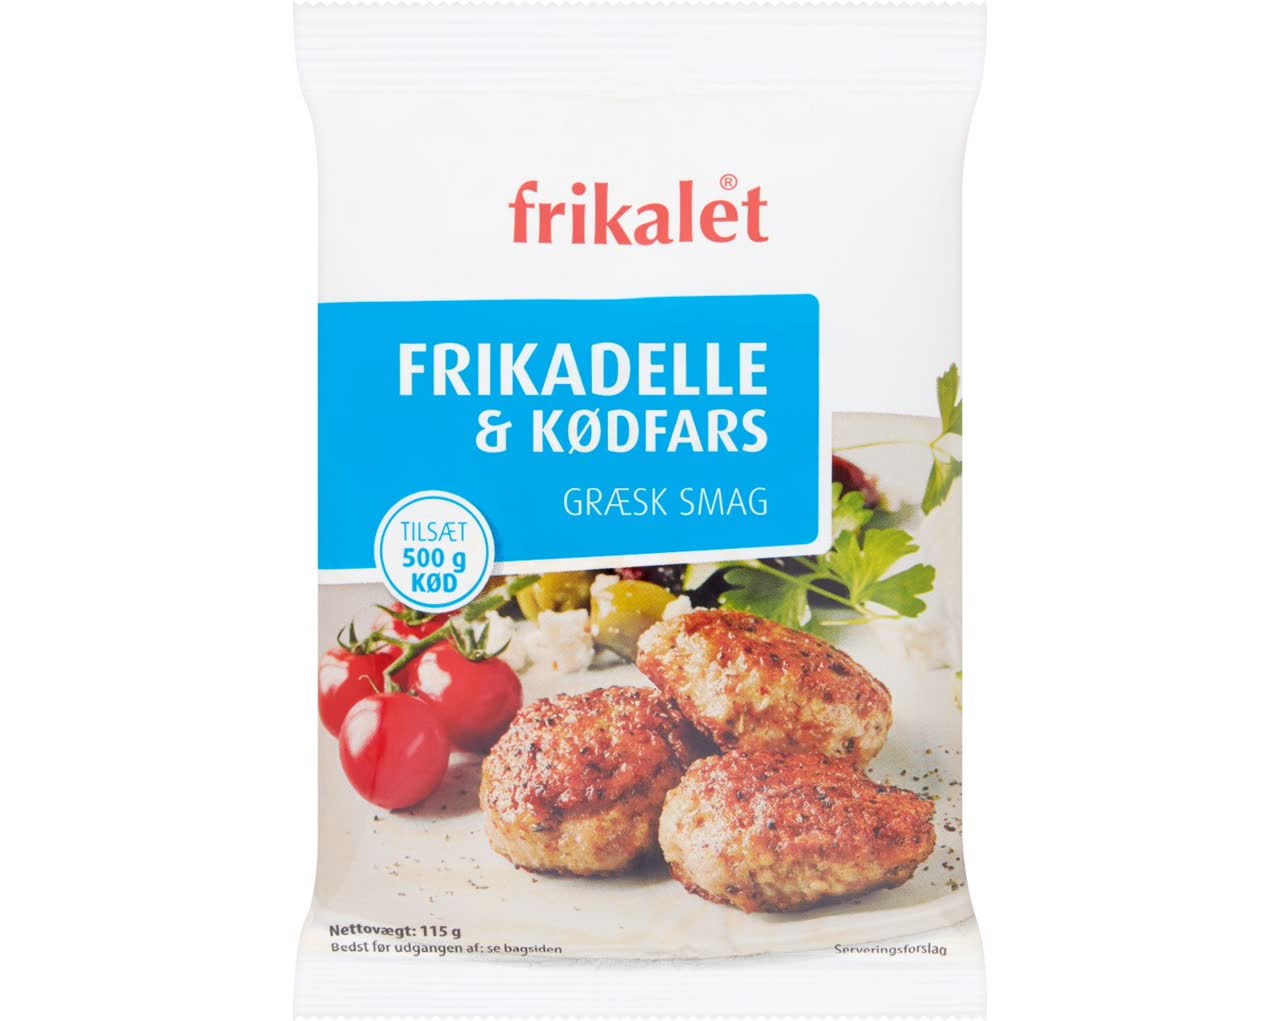 frikalet®
FRIKADELLE
& KØDFARS
GRÆSK SMAG
TILSÆT
500 g
KØD
Nettovægt: 115 g
Bedst før udgangen af: se bagsiden
Serveringsforslag